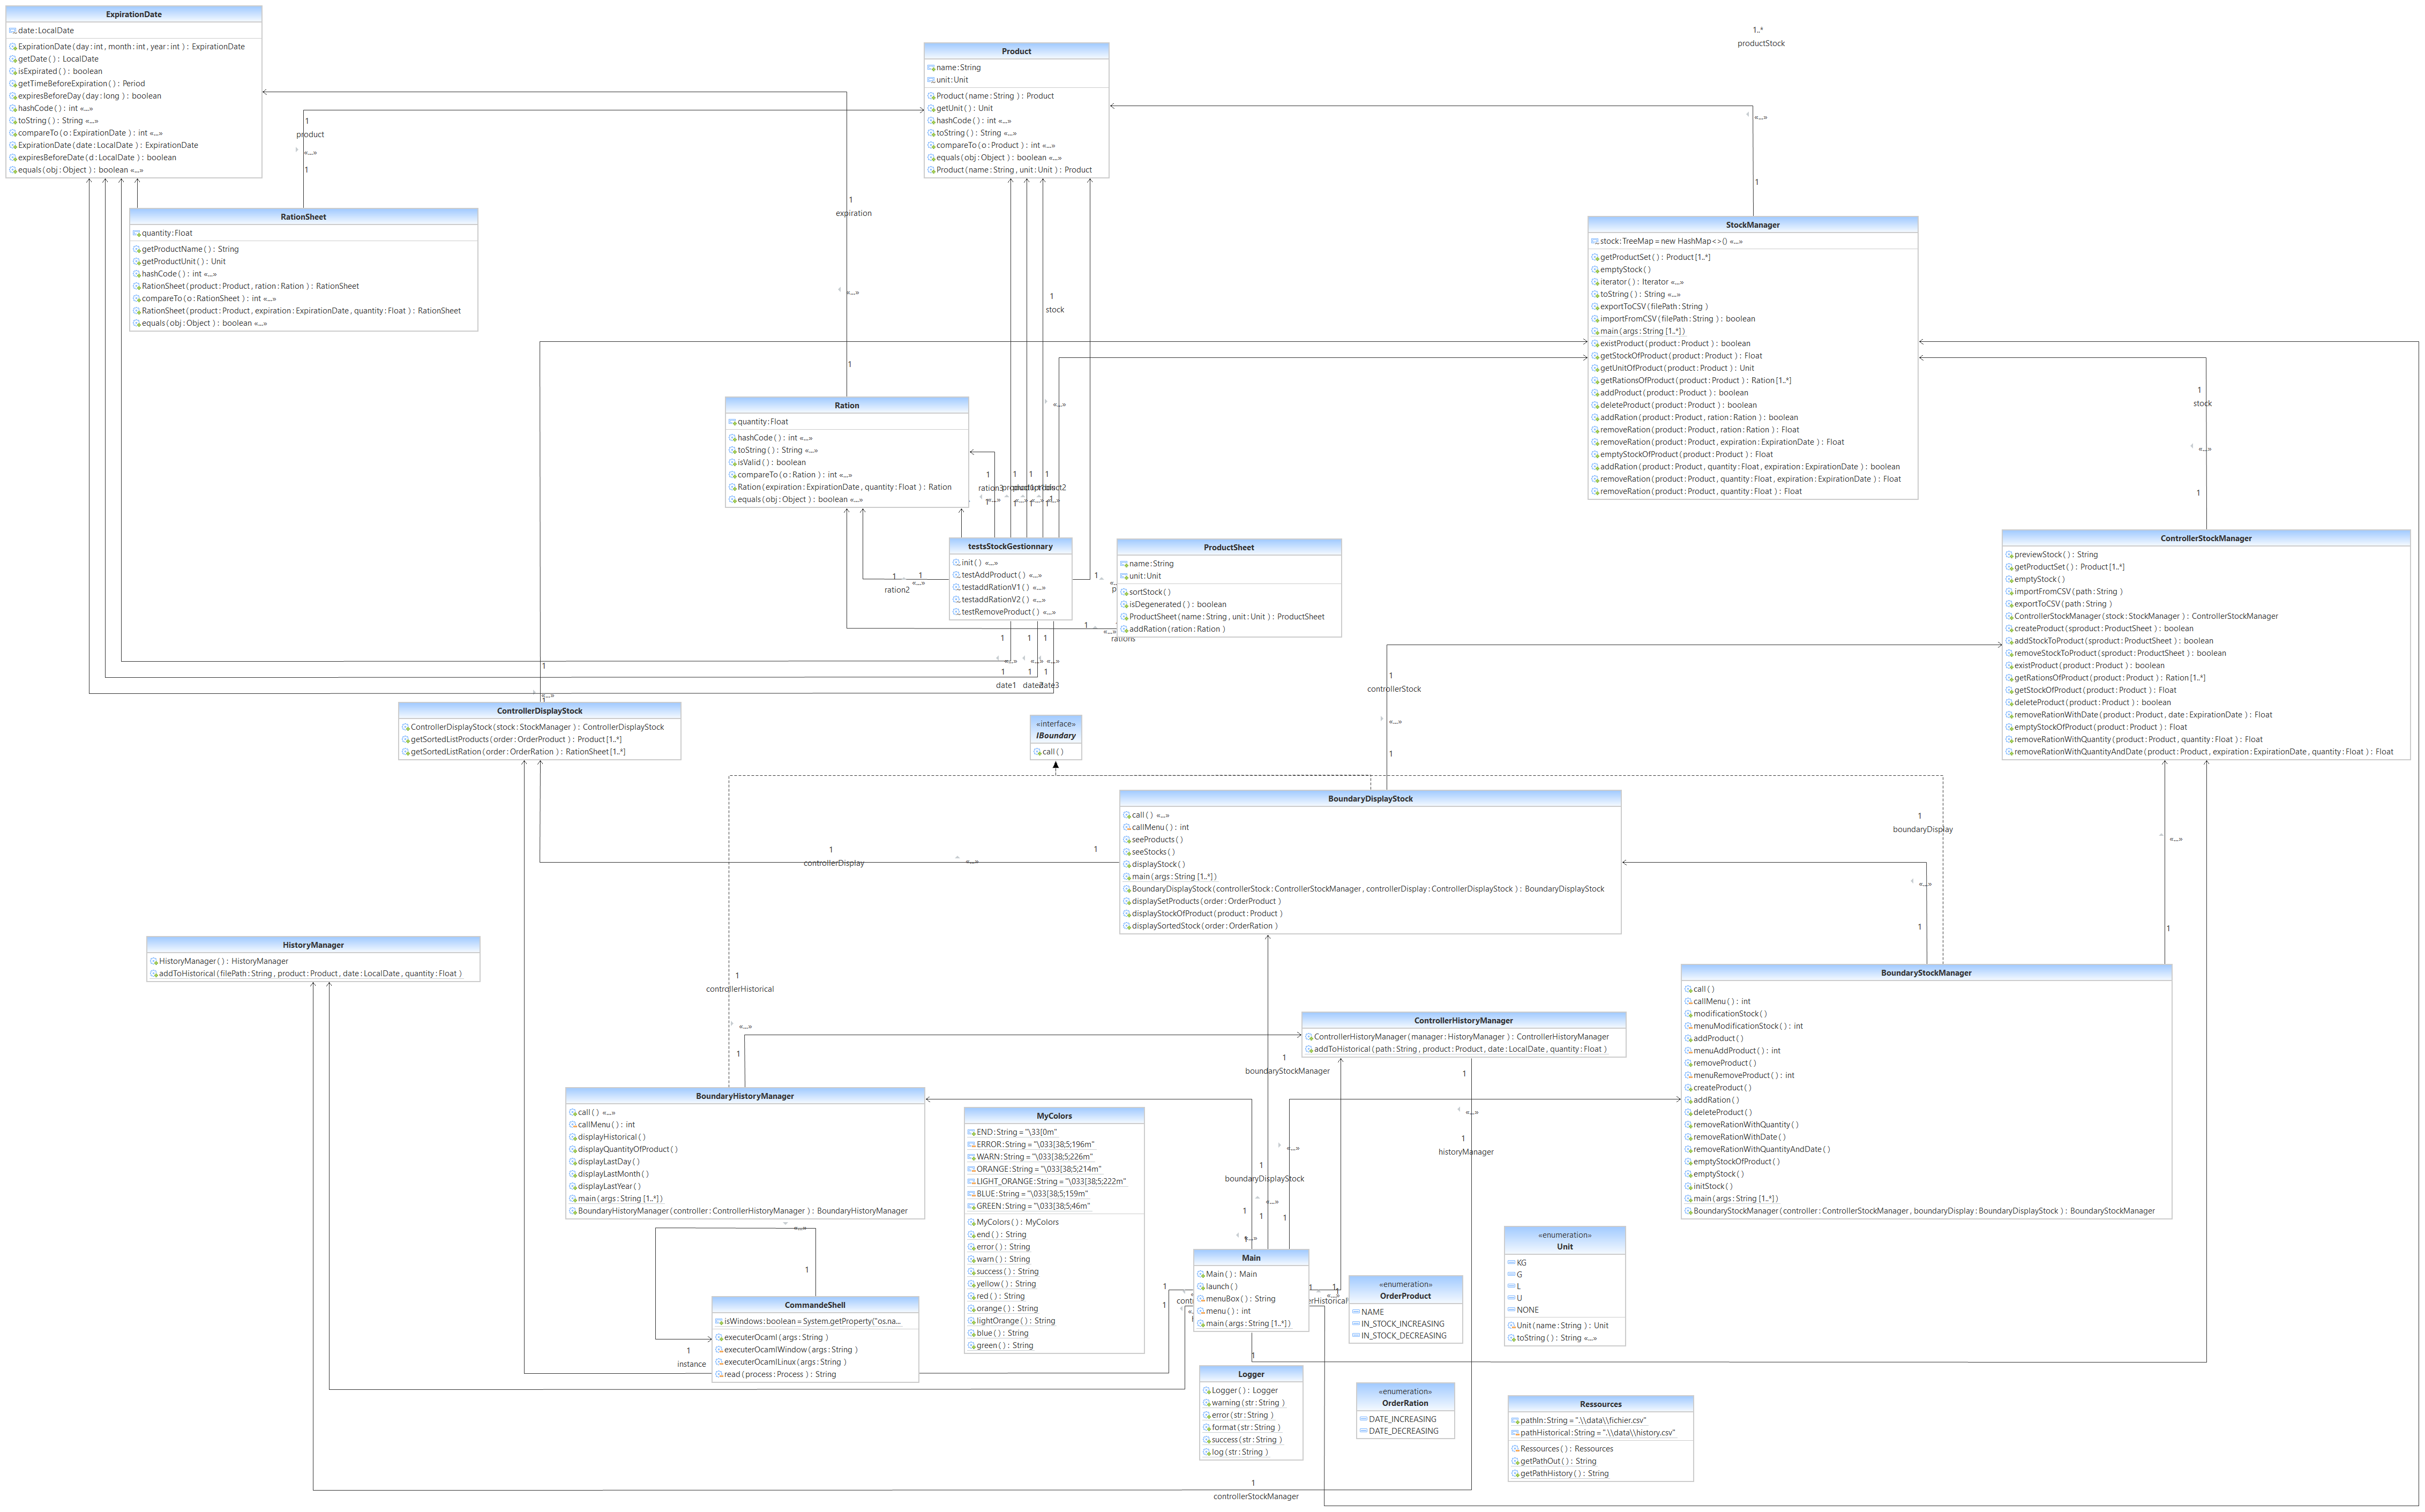 ExpirationDate
date:LocalDate
ExpirationDate(day:int, month:int, year:int): ExpirationDate
getDate(): LocalDate
isExpirated(): boolean
getTimeBeforeExpiration(): Period
expiresBeforeDay(day:long): boolean
hashCode(): int «...»
toString(): String «...»
compareTo(o:ExpirationDate): int «...»
ExpirationDate(date:LocalDate): ExpirationDate
expiresBeforeDate(d:LocalDate): boolean
equals(obj:Object): boolean «...»
Product
name:String
unit:Unit
Product(name:String): Product
getUnit(): Unit
hashCode(): int «...»
toString(): String «...»
compareTo(o:Product): int «...»
equals(obj:Object): boolean «...»
Product(name:String, unit:Unit): Product
1..*
productStock
«...»
1
1
product
«...»
1
RationSheet
quantity:Float
getProductName(): String
getProductUnit(): Unit
hashCode(): int «...»
RationSheet(product:Product, ration:Ration): RationSheet
compareTo(o:RationSheet): int «...»
RationSheet(product:Product, expiration:ExpirationDate, quantity:Float): RationSheet
equals(obj:Object): boolean «...»
1
expiration
«...»
1
1
stock
«...»
StockManager
stock:TreeMap = new HashMap<>() «...»
getProductSet(): Product[1..*]
emptyStock()
iterator(): Iterator «...»
toString(): String «...»
exportToCSV(filePath:String)
importFromCSV(filePath:String): boolean
main(args:String[1..*])
existProduct(product:Product): boolean
getStockOfProduct(product:Product): Float
getUnitOfProduct(product:Product): Unit
getRationsOfProduct(product:Product): Ration[1..*]
addProduct(product:Product): boolean
deleteProduct(product:Product): boolean
addRation(product:Product, ration:Ration): boolean
removeRation(product:Product, ration:Ration): Float
removeRation(product:Product, expiration:ExpirationDate): Float
emptyStockOfProduct(product:Product): Float
addRation(product:Product, quantity:Float, expiration:ExpirationDate): boolean
removeRation(product:Product, quantity:Float, expiration:ExpirationDate): Float
removeRation(product:Product, quantity:Float): Float
1
stock
«...»
1
Ration
quantity:Float
hashCode(): int «...»
toString(): String «...»
isValid(): boolean
compareTo(o:Ration): int «...»
Ration(expiration:ExpirationDate, quantity:Float): Ration
equals(obj:Object): boolean «...»
1 1 1 1
testsStockGestionnary
init() «...»
testAddProduct() «...»
testaddRationV1() «...»
testaddRationV2() «...»
testRemoveProduct() «...»
1 1
ration2
«...»
ProductSheet
name:String
unit:Unit
sortStock()
isDegenerated(): boolean
ProductSheet(name:String, unit:Unit): ProductSheet
addRation(ration:Ration)
1
rations
1 1 1
1 1 1
date1
ControllerStockManager
previewStock(): String
getProductSet(): Product[1..*]
emptyStock()
importFromCSV(path:String)
exportToCSV(path:String)
ControllerStockManager(stock:StockManager): ControllerStockManager
createProduct(sproduct:ProductSheet): boolean
addStockToProduct(sproduct:ProductSheet): boolean
removeStockToProduct(sproduct:ProductSheet): boolean
existProduct(product:Product): boolean
getRationsOfProduct(product:Product): Ration[1..*]
getStockOfProduct(product:Product): Float
deleteProduct(product:Product): boolean
removeRationWithDate(product:Product, date:ExpirationDate): Float
emptyStockOfProduct(product:Product): Float
removeRationWithQuantity(product:Product, quantity:Float): Float
removeRationWithQuantityAndDate(product:Product, expiration:ExpirationDate, quantity:Float): Float
1
«...»
ControllerDisplayStock
ControllerDisplayStock(stock:StockManager): ControllerDisplayStock
getSortedListProducts(order:OrderProduct): Product[1..*]
getSortedListRation(order:OrderRation): RationSheet[1..*]
1
controllerStock
«...»
1
«interface»
IBoundary
call()
BoundaryDisplayStock
call() «...»
callMenu(): int
seeProducts()
seeStocks()
displayStock()
main(args:String[1..*])
BoundaryDisplayStock(controllerStock:ControllerStockManager, controllerDisplay:ControllerDisplayStock): BoundaryDisplayStock
displaySetProducts(order:OrderProduct)
displayStockOfProduct(product:Product)
displaySortedStock(order:OrderRation)
1
controllerDisplay
«...»
1
1
boundaryDisplay
«...»
1
«...»
1
HistoryManager
HistoryManager(): HistoryManager
addToHistorical(filePath:String, product:Product, date:LocalDate, quantity:Float)
1
controllerHistorical
«...»
1
BoundaryStockManager
call()
callMenu(): int
modificationStock()
menuModificationStock(): int
addProduct()
menuAddProduct(): int
removeProduct()
menuRemoveProduct(): int
createProduct()
addRation()
deleteProduct()
removeRationWithQuantity()
removeRationWithDate()
removeRationWithQuantityAndDate()
emptyStockOfProduct()
emptyStock()
initStock()
main(args:String[1..*])
BoundaryStockManager(controller:ControllerStockManager, boundaryDisplay:BoundaryDisplayStock): BoundaryStockManager
ControllerHistoryManager
ControllerHistoryManager(manager:HistoryManager): ControllerHistoryManager
addToHistorical(path:String, product:Product, date:LocalDate, quantity:Float)
1
boundaryStockManager
1
«...»
1
historyManager
BoundaryHistoryManager
call() «...»
callMenu(): int
displayHistorical()
displayQuantityOfProduct()
displayLastDay()
displayLastMonth()
displayLastYear()
main(args:String[1..*])
BoundaryHistoryManager(controller:ControllerHistoryManager): BoundaryHistoryManager
MyColors
END:String = "\33[0m"
ERROR:String = "\033[38;5;196m"
WARN:String = "\033[38;5;226m"
ORANGE:String = "\033[38;5;214m"
LIGHT_ORANGE:String = "\033[38;5;222m"
BLUE:String = "\033[38;5;159m"
GREEN:String = "\033[38;5;46m"
MyColors(): MyColors
end(): String
error(): String
warn(): String
success(): String
yellow(): String
red(): String
orange(): String
lightOrange(): String
blue(): String
green(): String
«...»
1
boundaryDisplayStock
«...»
1 1 1
«...»
1
1
instance
CommandeShell
isWindows:boolean = System.getProperty("os.na...
executerOcaml(args:String)
executerOcamlWindow(args:String)
executerOcamlLinux(args:String)
read(process:Process): String
Main
Main(): Main
launch()
menuBox(): String
menu(): int
main(args:String[1..*])
1
1
1
«enumeration»
OrderProduct
NAME
IN_STOCK_INCREASING
IN_STOCK_DECREASING
«enumeration»
Unit
KG
G
L
U
NONE
Unit(name:String): Unit
toString(): String «...»
Logger
Logger(): Logger
warning(str:String)
error(str:String)
format(str:String)
success(str:String)
log(str:String)
«enumeration»
OrderRation
DATE_INCREASING
DATE_DECREASING
Ressources
pathIn:String = ".\\data\\fichier.csv"
pathHistorical:String = ".\\data\\history.csv"
Ressources(): Ressources
getPathOut(): String
getPathHistory(): String
1
controllerStockManager